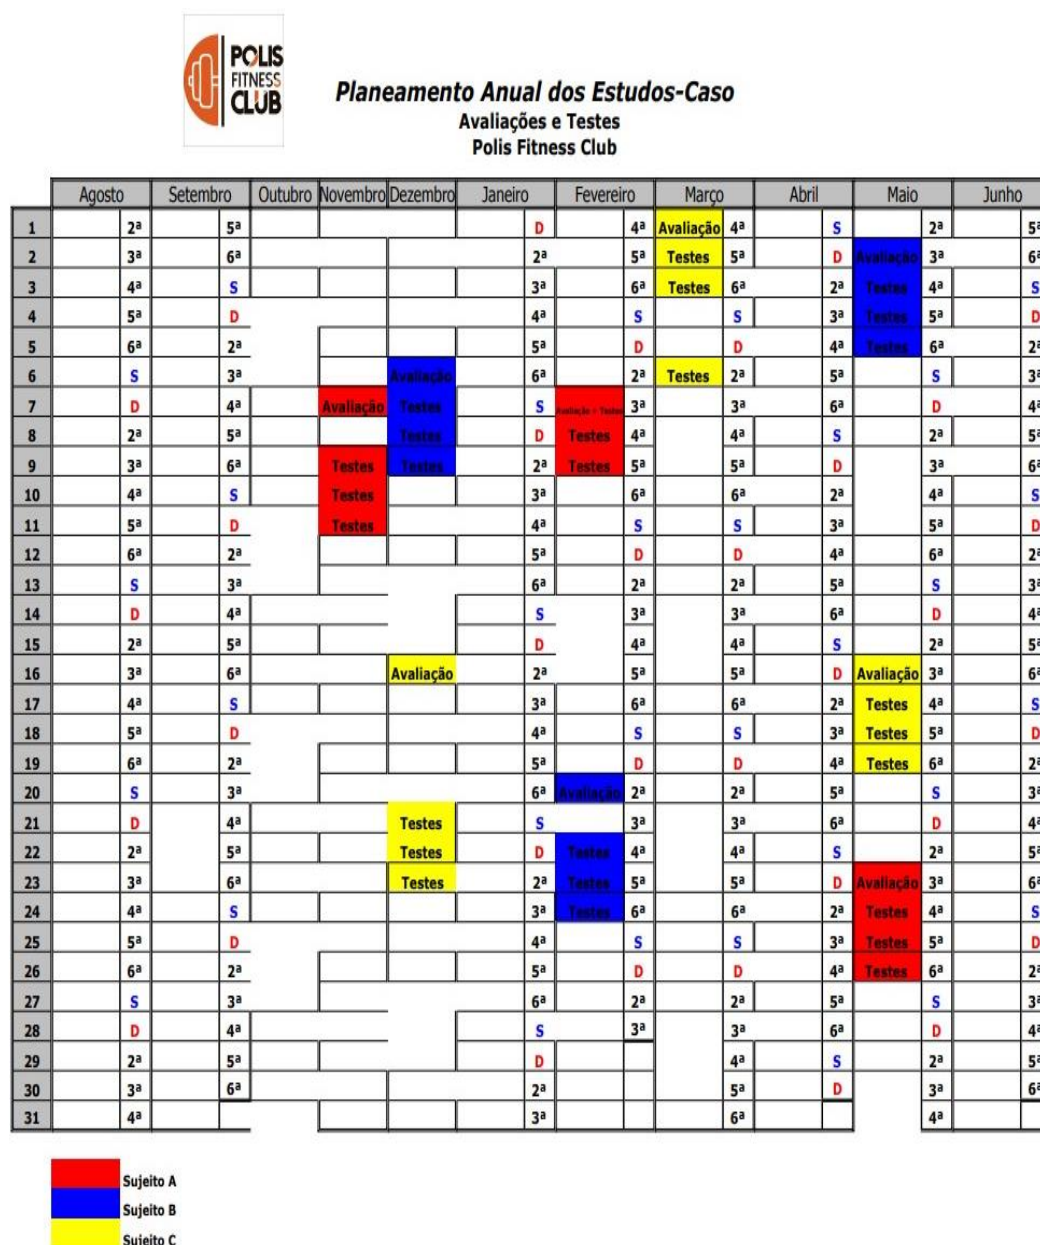 POLIS
FITNESS
CLUB
Planeamento Anual dos Estudos-Caso
Avaliações e Testes
Polis Fitness Club
Agosto Setembro Outubro Novembro Dezembro Janeiro Fevereiro Março Abril Maio Junho
1 2ª 5ª D 4ª Avaliação 4ª S 2ª 5ª
2 3ª 6ª 2ª 5ª Testes 5ª D Avaliação 3ª 6ª
3 4ª S 3ª 6ª Testes 6ª 2ª Testes 4ª S
4 5ª D 4ª S S 3ª Testes 5ª D
5 6ª 2ª 5ª D D 4ª Testes 6ª 2ª
6 S 3ª Avaliação 6ª 2ª Testes 2ª 5ª S 3ª
7 D 4ª Avaliação Testes S Avaliação + Testes 3ª 3ª 6ª D 4ª
8 2ª 5ª Testes D Testes 4ª 4ª S 2ª 5ª
9 3ª 6ª Testes Testes 2ª Testes 5ª 5ª D 3ª 6ª
10 4ª S Testes 3ª 6ª 6ª 2ª 4ª S
11 5ª D Testes 4ª S S 3ª 5ª D
12 6ª 2ª 5ª D D 4ª 6ª 2ª
13 S 3ª 6ª 2ª 2ª 5ª S 3ª
14 D 4ª S 3ª 3ª 6ª D 4ª
15 2ª 5ª D 4ª 4ª S 2ª 5ª
16 3ª 6ª Avaliação 2ª 5ª 5ª D Avaliação 3ª 6ª
17 4ª S 3ª 6ª 6ª 2ª Testes 4ª S
18 5ª D 4ª S S 3ª Testes 5ª D
19 6ª 2ª 5ª D D 4ª Testes 6ª 2ª
20 S 3ª 6ª Avaliação 2ª 2ª 5ª S 3ª
21 D 4ª Testes S 3ª 3ª 6ª D 4ª
22 2ª 5ª Testes D Testes 4ª 4ª S 2ª 5ª
23 3ª 6ª Testes 2ª Testes 5ª 5ª D Avaliação 3ª 6ª
24 4ª S 3ª Testes 6ª 6ª 2ª Testes 4ª S
25 5ª D 4ª S S 3ª Testes 5ª D
26 6ª 2ª 5ª D D 4ª Testes 6ª 2ª
27 S 3ª 6ª 2ª 2ª 5ª S 3ª
28 D 4ª S 3ª 3ª 6ª D 4ª
29 2ª 5ª D 4ª S 2ª 5ª
30 3ª 6ª 2ª 5ª D 3ª 6ª
31 4ª 3ª 6ª 4ª
Sujeito A
Sujeito B
Sujeito C